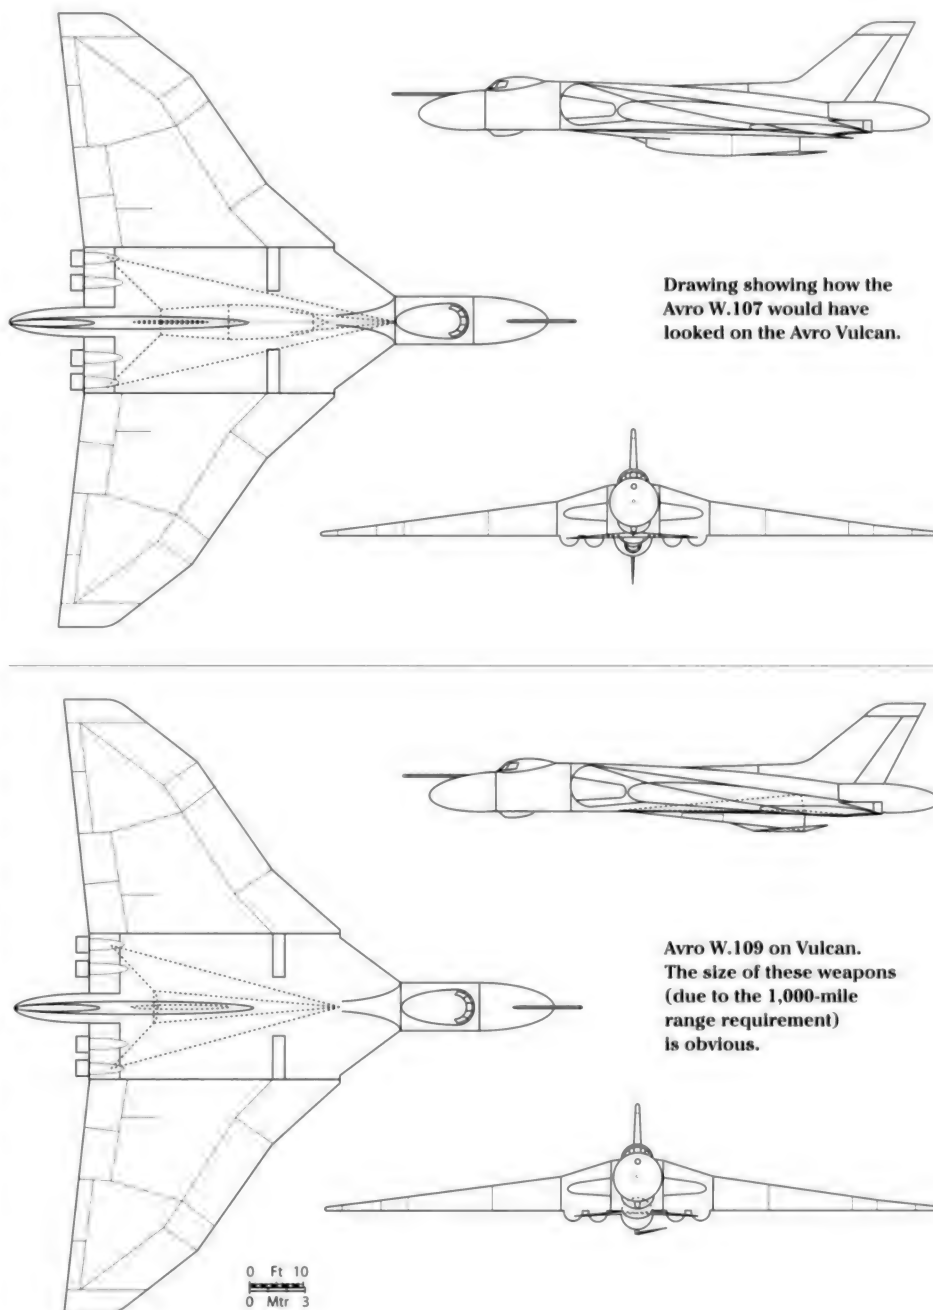 Drawing showing how the
Avro W.107 would have
looked on the Avro Vulcan.
Avro W.109 on Vulcan.
The size of these weapons
(due to the 1,000-mile
range requirement)
is obvious.
0 Ft 10
0 Mtr 3